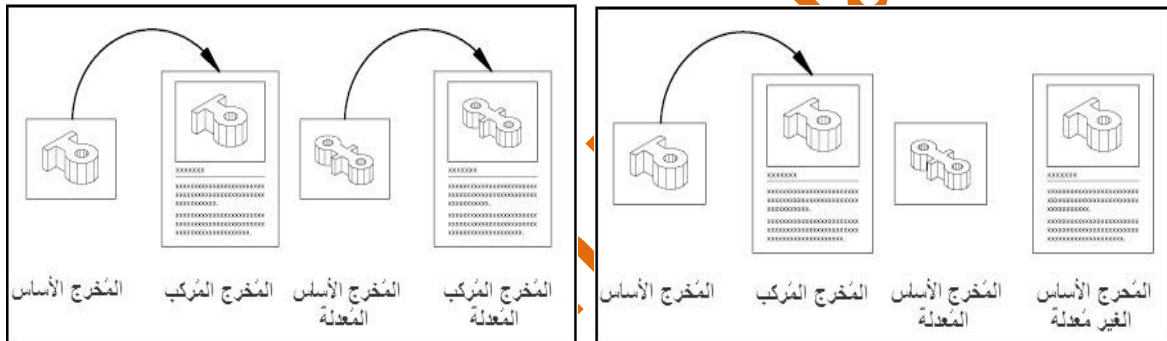 المُخرج الأساس
المُخرج المُركب
المُخرج الأساس
المُعدلة
المُخرج المُركب
المُعدلة
المُخرج الأساس
المُخرج المُركب
المُخرج الأساس
المُعدلة
المُخرج الأساس
الغير مُعدلة